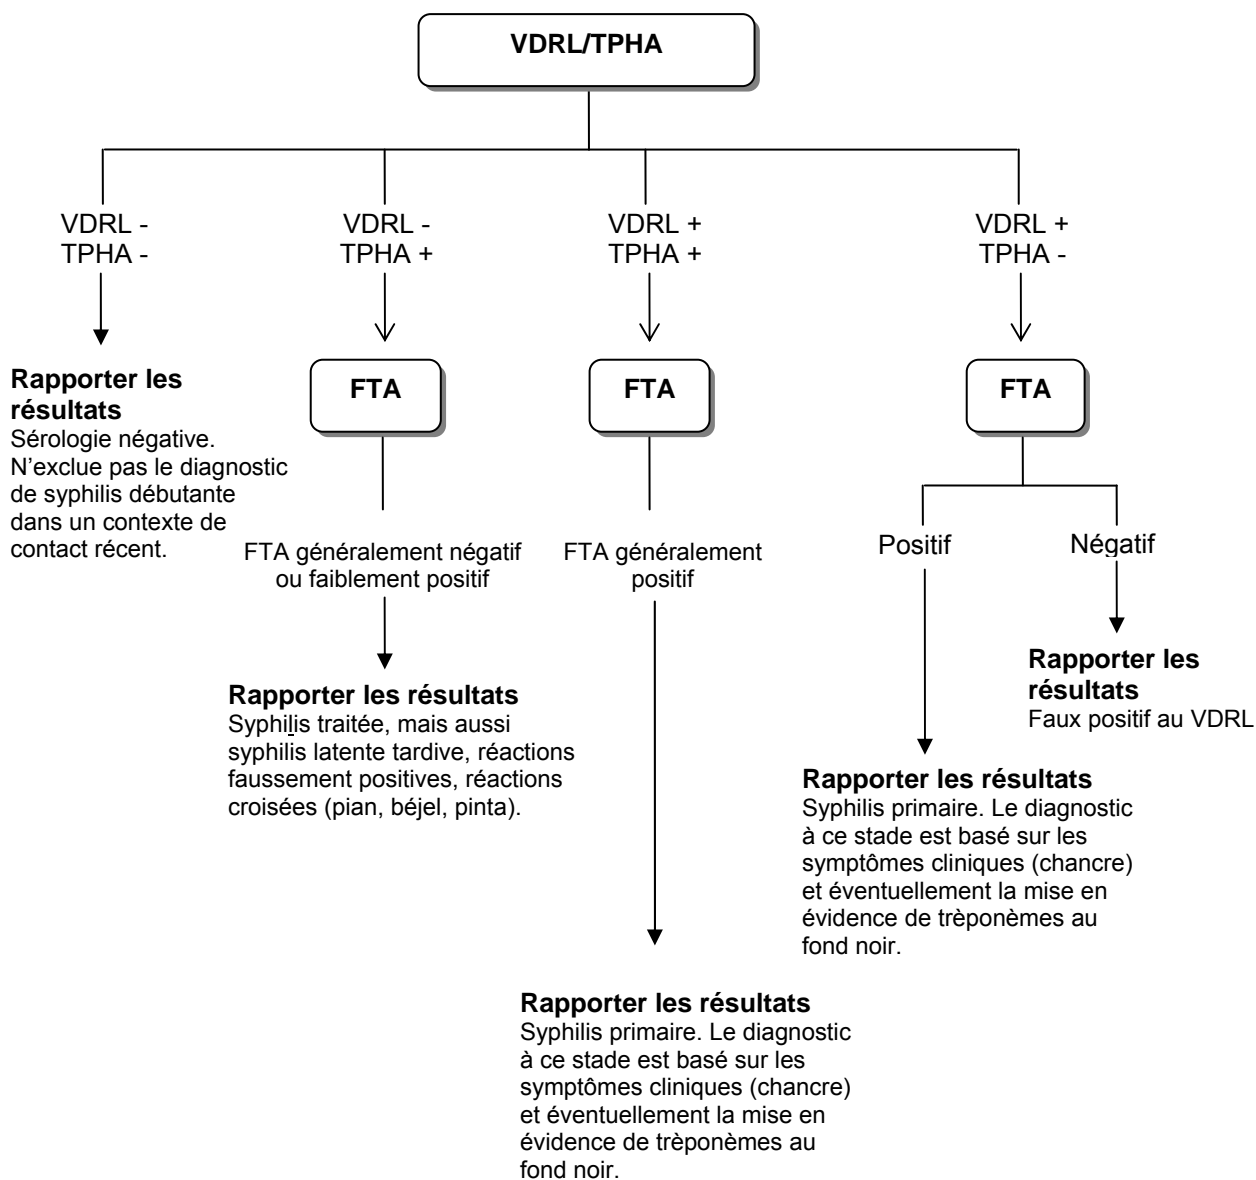 VDRL/TPHA
VDRL -
TPHA -
VDRL -
TPHA +
VDRL +
TPHA +
VDRL +
TPHA -
Rapporter les
résultats
Sérologie négative.
N'exclue pas le diagnostic
de syphilis débutante
dans un contexte de
contact récent.
FTA
FTA généralement négatif
ou faiblement positif
Rapporter les résultats
Syphilis traitée, mais aussi
syphilis latente tardive, réactions
faussement positives, réactions
croisées (pian, béjel, pinta).
FTA
FTA généralement
positif
Rapporter les résultats
Syphilis primaire. Le diagnostic
à ce stade est basé sur les
symptômes cliniques (chancre)
et éventuellement la mise en
évidence de trèponèmes au
fond noir.
FTA
Positif
Négatif
Rapporter les résultats
Syphilis primaire. Le diagnostic
à ce stade est basé sur les
symptômes cliniques (chancre)
et éventuellement la mise en
évidence de trèponèmes au
fond noir.
Rapporter les
résultats
Faux positif au VDRL